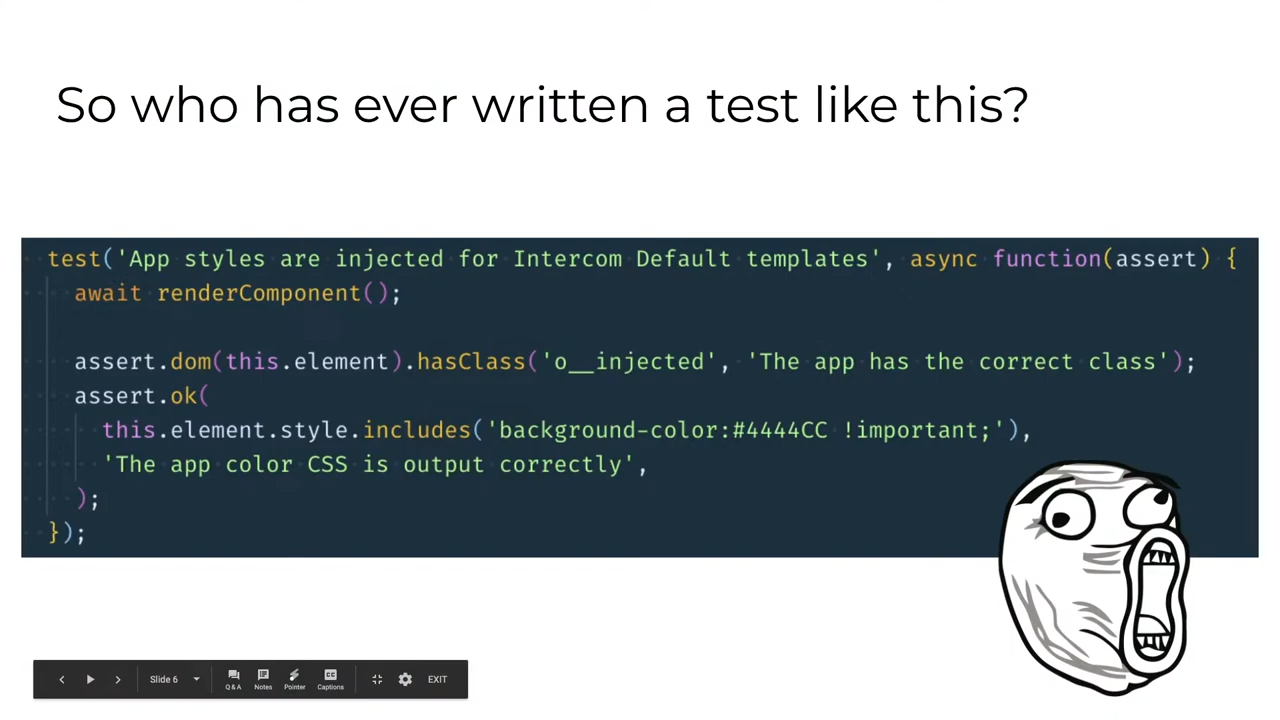 So who has ever written a test like this?
test('App styles are injected for Intercom Default templates', async function(assert) {
await renderComponent();
assert.dom(this.element).hasClass('o__injected', 'The app has the correct class');
assert.ok(
this.element.style.includes('background-color:#4444CC !important;'),
'The app color CSS is output correctly',
);
});
Slide 6
Q&A
Notes
Pointer
CC
Captions
EXIT